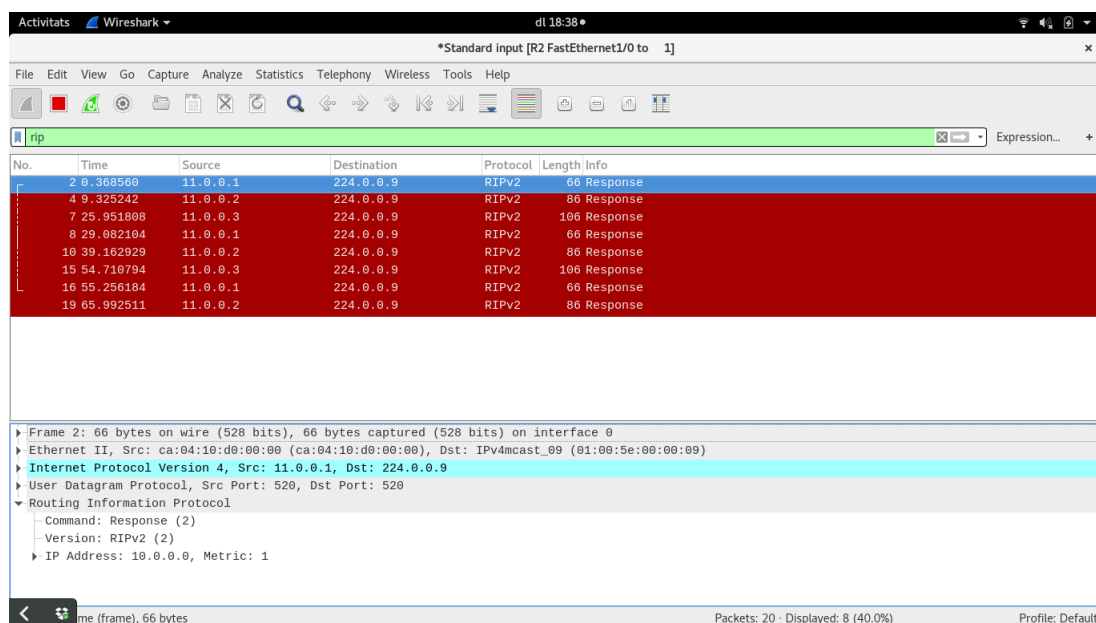 Activitats Wireshark dl 18:38
*Standard input [R2 FastEthernet1/0 to 1]
File Edit View Go Capture Analyze Statistics Telephony Wireless Tools Help
rip Expression... +
No. Time Source Destination Protocol Length Info
2 0.368560 11.0.0.1 224.0.0.9 RIPv2 66 Response
4 9.325242 11.0.0.2 224.0.0.9 RIPv2 86 Response
7 25.951808 11.0.0.3 224.0.0.9 RIPv2 106 Response
8 29.082104 11.0.0.1 224.0.0.9 RIPv2 66 Response
10 39.162929 11.0.0.2 224.0.0.9 RIPv2 86 Response
15 54.710794 11.0.0.3 224.0.0.9 RIPv2 106 Response
16 55.256184 11.0.0.1 224.0.0.9 RIPv2 66 Response
19 65.992511 11.0.0.2 224.0.0.9 RIPv2 86 Response
Frame 2: 66 bytes on wire (528 bits), 66 bytes captured (528 bits) on interface 0
Ethernet II, Src: ca:04:10:d0:00:00 (ca:04:10:d0:00:00), Dst: IPv4mcast_09 (01:00:5e:00:00:09)
Internet Protocol Version 4, Src: 11.0.0.1, Dst: 224.0.0.9
User Datagram Protocol, Src Port: 520, Dst Port: 520
Routing Information Protocol
Command: Response (2)
Version: RIPv2 (2)
IP Address: 10.0.0.0, Metric: 1
me (frame), 66 bytes Packets: 20 · Displayed: 8 (40.0%) Profile: Default